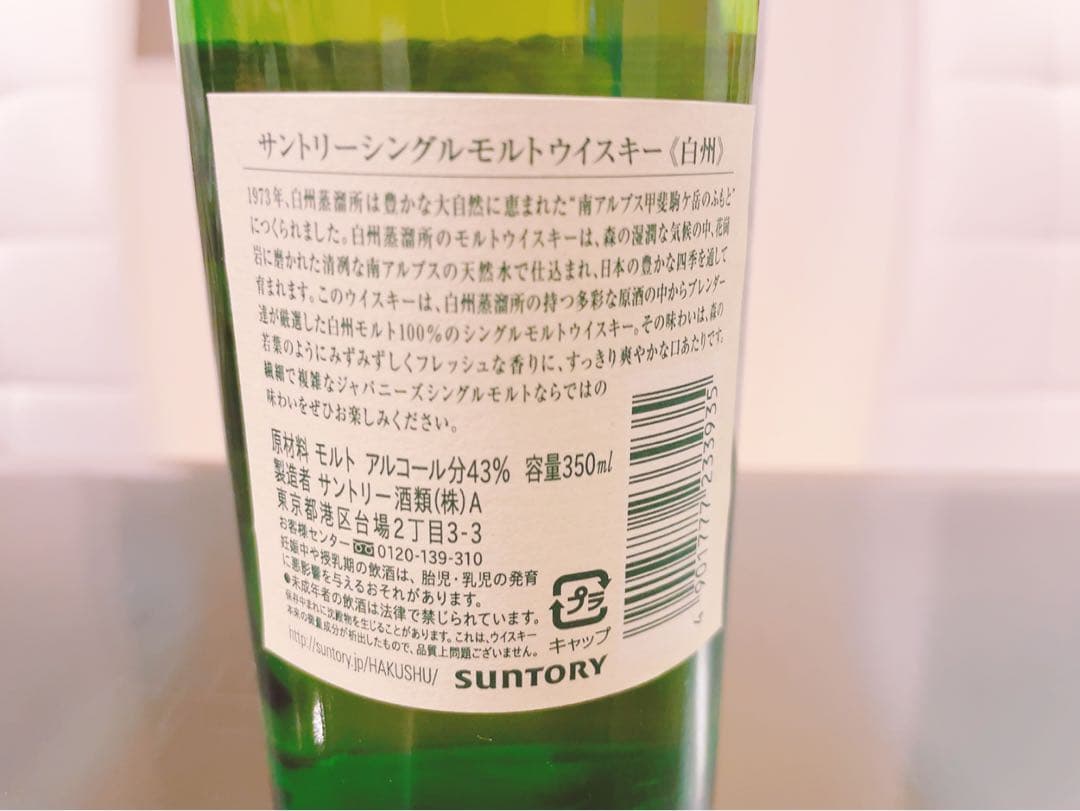 サントリーシングルモルトウイスキー《白州》
1973年、白州蒸溜所は豊かな大自然に恵まれた“南アルプス甲斐駒ケ岳のふもと”
につくられました。白州蒸溜所のモルトウイスキーは、森の湿潤な気候の中、花崗
岩に磨かれた清冽な南アルプスの天然水で仕込まれ、日本の豊かな四季を通して
育まれます。このウイスキーは、白州蒸溜所の持つ多彩な原酒の中からブレンダー
達が厳選した白州モルト100%のシングルモルトウイスキー。その味わいは、森の
若葉のようにみずみずしくフレッシュな香りに、すっきり爽やかな口あたりです。
繊細で複雑なジャパニーズシングルモルトならではの
味わいをぜひお楽しみください。
原材料 モルト アルコール分43% 容量350ml
製造者 サントリー酒類(株)A
東京都港区台場2丁目3-3
お客様センター 0120-139-310
妊娠中や授乳期の飲酒は、胎児・乳児の発育
に悪影響を与えるおそれがあります。
●未成年者の飲酒は法律で禁じられています。
保存中まれに沈殿物を生じることがあります。これは、ウイスキー
本来の微量成分が析出したもので、品質上問題ございません。
http://suntory.jp/HAKUSHU/
SUNTORY
プラ
キャップ
4 901777 233935